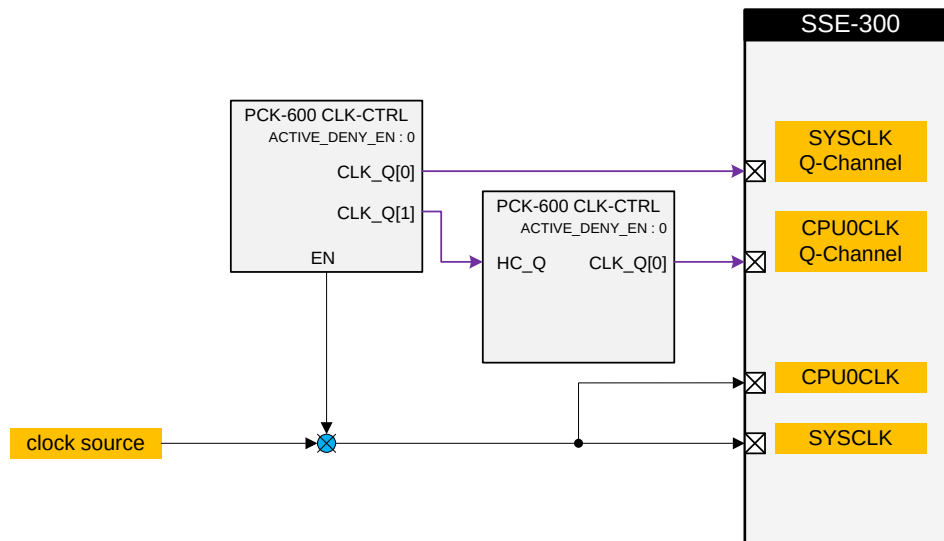 SSE-300
PCK-600 CLK-CTRL
ACTIVE_DENY_EN : 0
CLK_Q[0]
CLK_Q[1]
EN
PCK-600 CLK-CTRL
ACTIVE_DENY_EN : 0
HC_Q
CLK_Q[0]
SYSCLK
Q-Channel
CPU0CLK
Q-Channel
CPU0CLK
clock source
SYSCLK